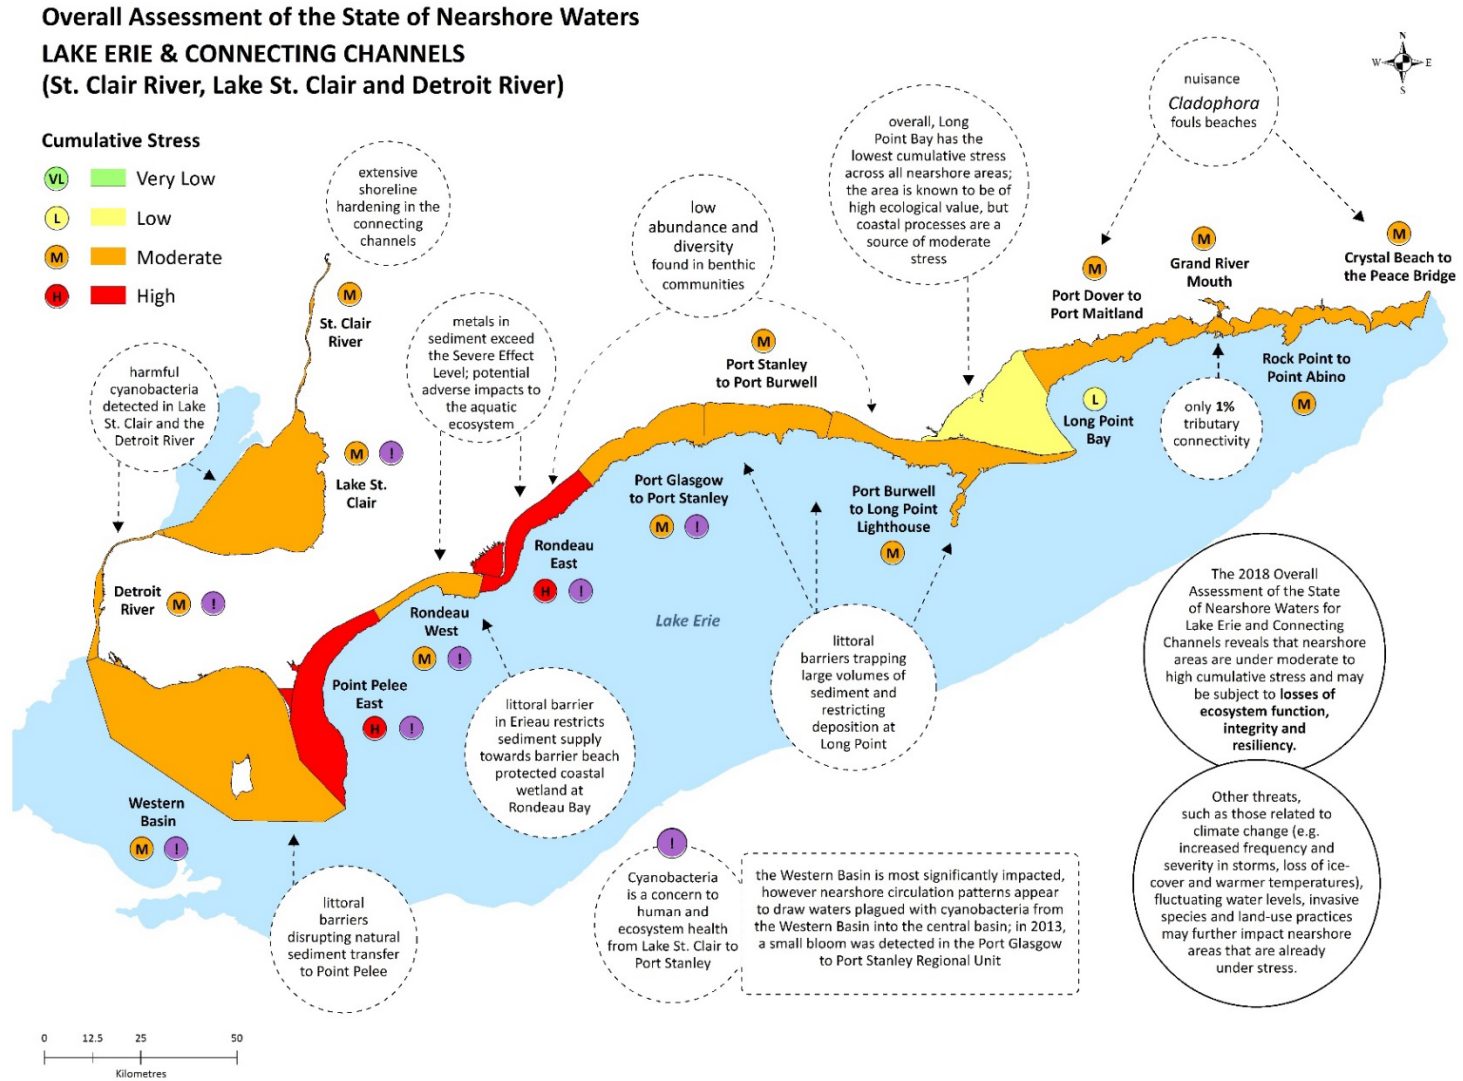 Overall Assessment of the State of Nearshore Waters
LAKE ERIE & CONNECTING CHANNELS
(St. Clair River, Lake St. Clair and Detroit River)
Cumulative Stress
VL Very Low
L Low
M Moderate
H High
N
W E
S
extensive
shoreline
hardening in the
connecting
channels
M
St. Clair
River
harmful
cyanobacteria
detected in Lake
St. Clair and the
Detroit River
M !
Lake St.
Clair
metals in
sediment exceed
the Severe Effect
Level; potential
adverse impacts to
the aquatic
ecosystem
low
abundance and
diversity
found in benthic
communities
overall, Long
Point Bay has the
lowest cumulative stress
across all nearshore areas;
the area is known to be of
high ecological value, but
coastal processes are a
source of moderate
stress
nuisance
Cladophora
fouls beaches
M
Port Dover to
Port Maitland
M
Grand River
Mouth
M
Crystal Beach to
the Peace Bridge
Rock Point to
Point Abino
M
only 1%
tributary
connectivity
L
Long Point
Bay
M
Port Stanley
to Port Burwell
Port Glasgow
to Port Stanley
M !
Port Burwell
to Long Point
Lighthouse
M
Rondeau
East
H !
Detroit
River
M !
Rondeau
West
M !
Point Pelee
East
H !
Lake Erie
Western
Basin
M !
littoral barrier
in Erieau restricts
sediment supply
towards barrier beach
protected coastal
wetland at
Rondeau Bay
littoral
barriers trapping
large volumes of
sediment and
restricting
deposition at
Long Point
littoral
barriers
disrupting natural
sediment transfer
to Point Pelee
!
Cyanobacteria
is a concern to
human and
ecosystem health
from Lake St. Clair to
Port Stanley
the Western Basin is most significantly impacted,
however nearshore circulation patterns appear
to draw waters plagued with cyanobacteria from
the Western Basin into the central basin; in 2013,
a small bloom was detected in the Port Glasgow
to Port Stanley Regional Unit
The 2018 Overall
Assessment of the State
of Nearshore Waters for
Lake Erie and Connecting
Channels reveals that nearshore
areas are under moderate to
high cumulative stress and may
be subject to losses of
ecosystem function,
integrity and
resiliency.
Other threats,
such as those related to
climate change (e.g.
increased frequency and
severity in storms, loss of ice-
cover and warmer temperatures),
fluctuating water levels, invasive
species and land-use practices
may further impact nearshore
areas that are already
under stress.
0 12.5 25 50
Kilometres